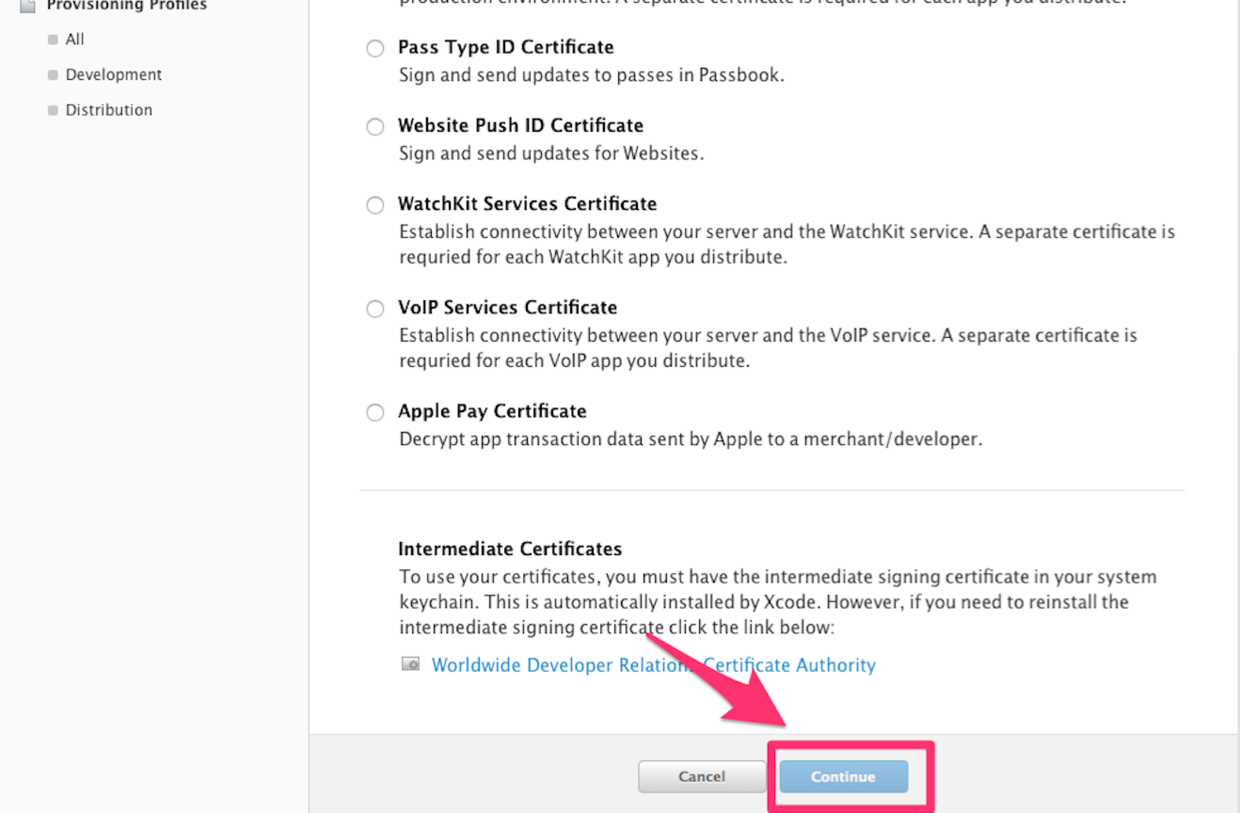 Provisioning Profiles
All
Development
Distribution
production environment. A separate certificate is required for each app you distribute.
Pass Type ID Certificate
Sign and send updates to passes in Passbook.
Website Push ID Certificate
Sign and send updates for Websites.
WatchKit Services Certificate
Establish connectivity between your server and the WatchKit service. A separate certificate is
requried for each WatchKit app you distribute.
VoIP Services Certificate
Establish connectivity between your server and the VoIP service. A separate certificate is
requried for each VoIP app you distribute.
Apple Pay Certificate
Decrypt app transaction data sent by Apple to a merchant/developer.
Intermediate Certificates
To use your certificates, you must have the intermediate signing certificate in your system
keychain. This is automatically installed by Xcode. However, if you need to reinstall the
intermediate signing certificate click the link below:
Worldwide Developer Relations Certificate Authority
Cancel
Continue